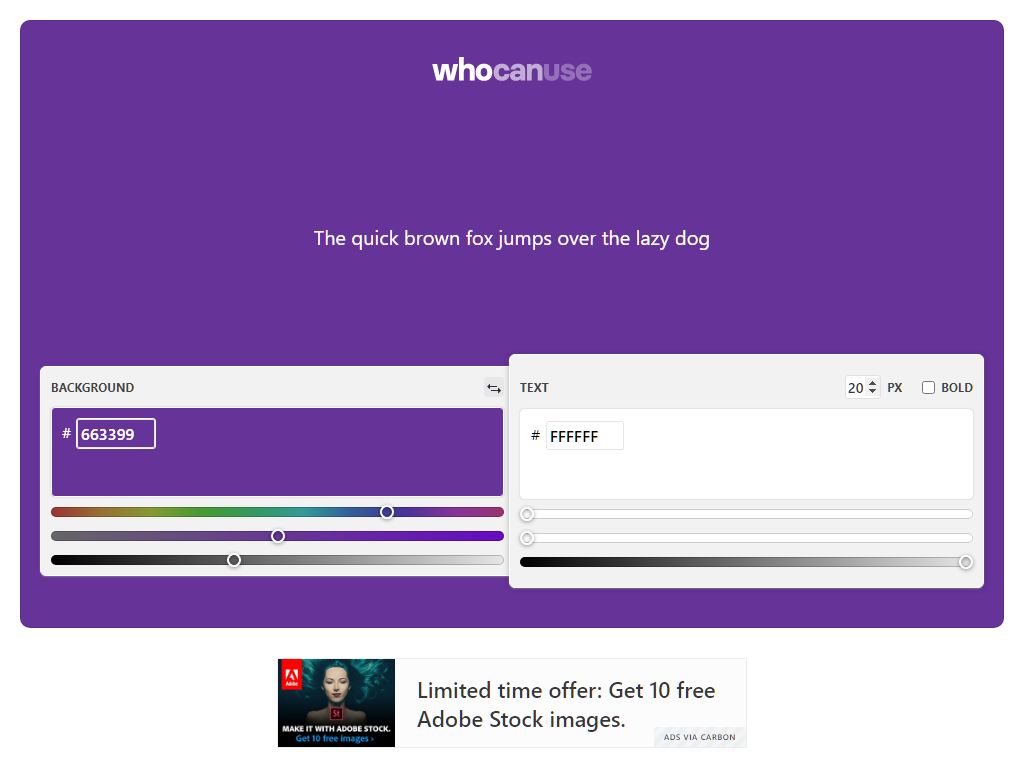 whocanuse
The quick brown fox jumps over the lazy dog
BACKGROUND
# 663399
TEXT
20 PX
BOLD
# FFFFFF
Adobe
St
MAKE IT WITH ADOBE STOCK.
Get 10 free images ›
Limited time offer: Get 10 free
Adobe Stock images.
ADS VIA CARBON